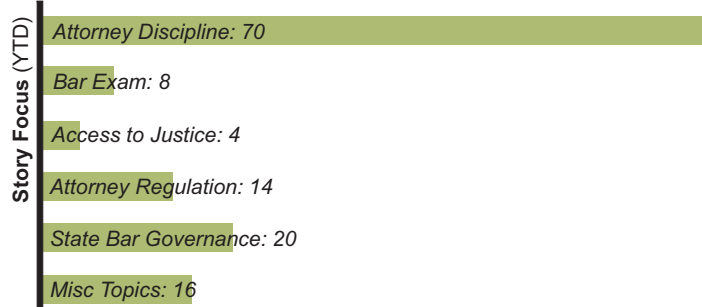 Story Focus (YTD)
Attorney Discipline: 70
Bar Exam: 8
Access to Justice: 4
Attorney Regulation: 14
State Bar Governance: 20
Misc Topics: 16